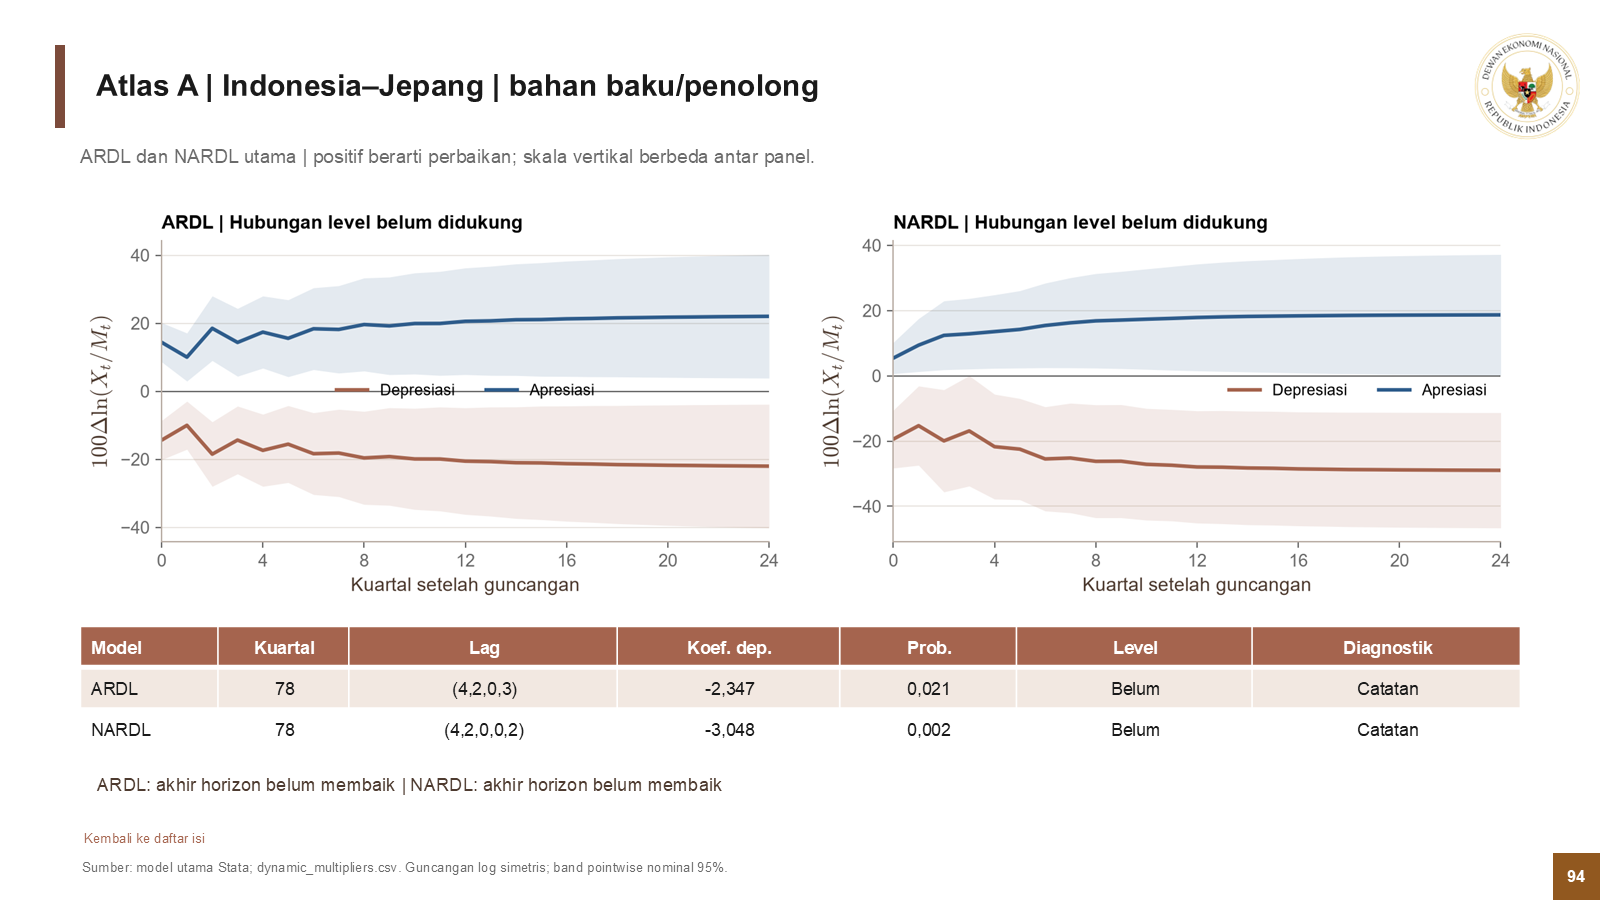 Atlas A | Indonesia–Jepang | bahan baku/penolong
DEWAN EKONOMI NASIONAL
REPUBLIK INDONESIA
ARDL dan NARDL utama | positif berarti perbaikan; skala vertikal berbeda antar panel.
ARDL | Hubungan level belum didukung
40
20
0
−20
−40
100Δln(Xₜ/Mₜ)
Depresiasi
Apresiasi
0 4 8 12 16 20 24
Kuartal setelah guncangan
NARDL | Hubungan level belum didukung
40
20
0
−20
−40
100Δln(Xₜ/Mₜ)
Depresiasi
Apresiasi
0 4 8 12 16 20 24
Kuartal setelah guncangan
Model Kuartal Lag Koef. dep. Prob. Level Diagnostik
ARDL 78 (4,2,0,3) -2,347 0,021 Belum Catatan
NARDL 78 (4,2,0,0,2) -3,048 0,002 Belum Catatan
ARDL: akhir horizon belum membaik | NARDL: akhir horizon belum membaik
Kembali ke daftar isi
Sumber: model utama Stata; dynamic_multipliers.csv. Guncangan log simetris; band pointwise nominal 95%.
94